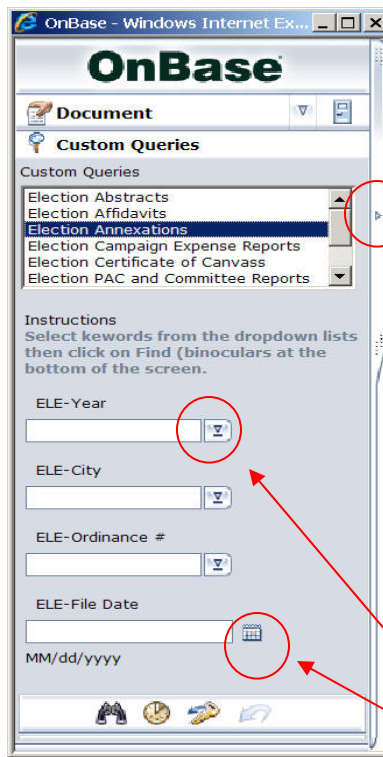 OnBase - Windows Internet Ex...
OnBase
Document
Custom Queries
Custom Queries
Election Abstracts
Election Affidavits
Election Annexations
Election Campaign Expense Reports
Election Certificate of Canvass
Election PAC and Committee Reports
Instructions
Select kewords from the dropdown lists
then click on Find (binoculars at the
bottom of the screen.
ELE-Year
ELE-City
ELE-Ordinance #
ELE-File Date
MM/dd/yyyy